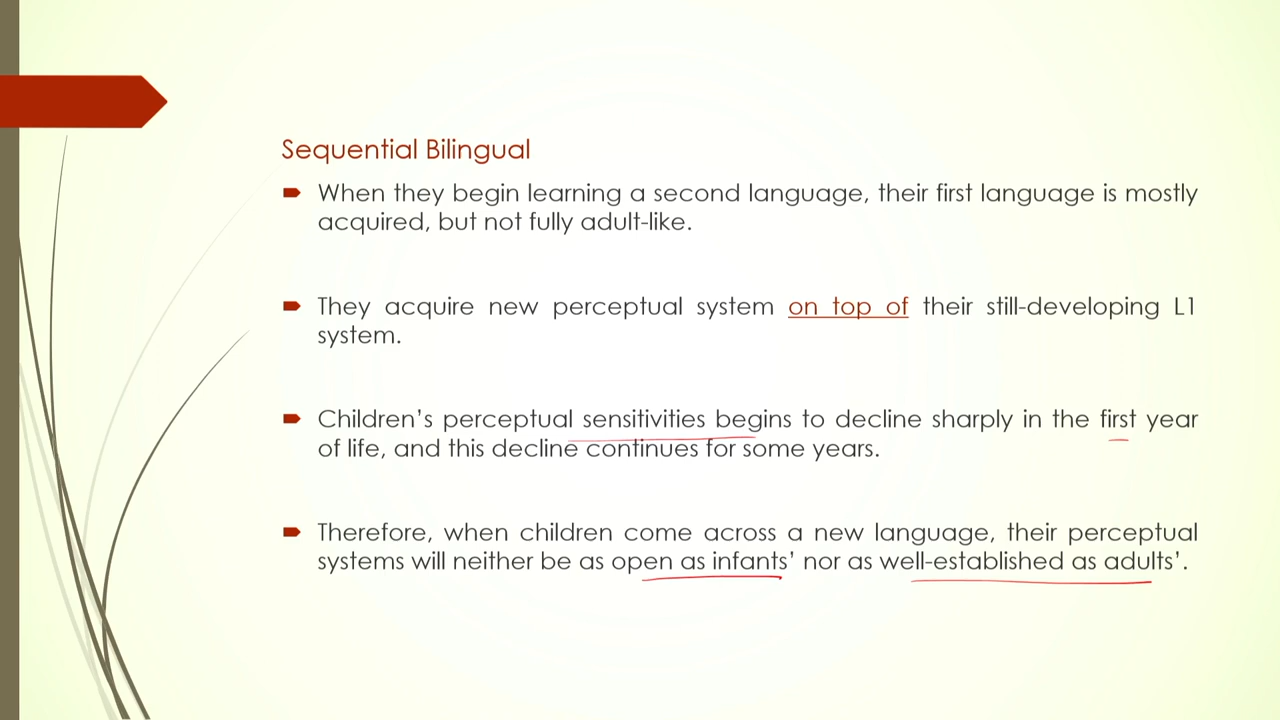 Sequential Bilingual
When they begin learning a second language, their first language is mostly
acquired, but not fully adult-like.
They acquire new perceptual system on top of their still-developing L1
system.
Children's perceptual sensitivities begins to decline sharply in the first year
of life, and this decline continues for some years.
Therefore, when children come across a new language, their perceptual
systems will neither be as open as infants' nor as well-established as adults'.